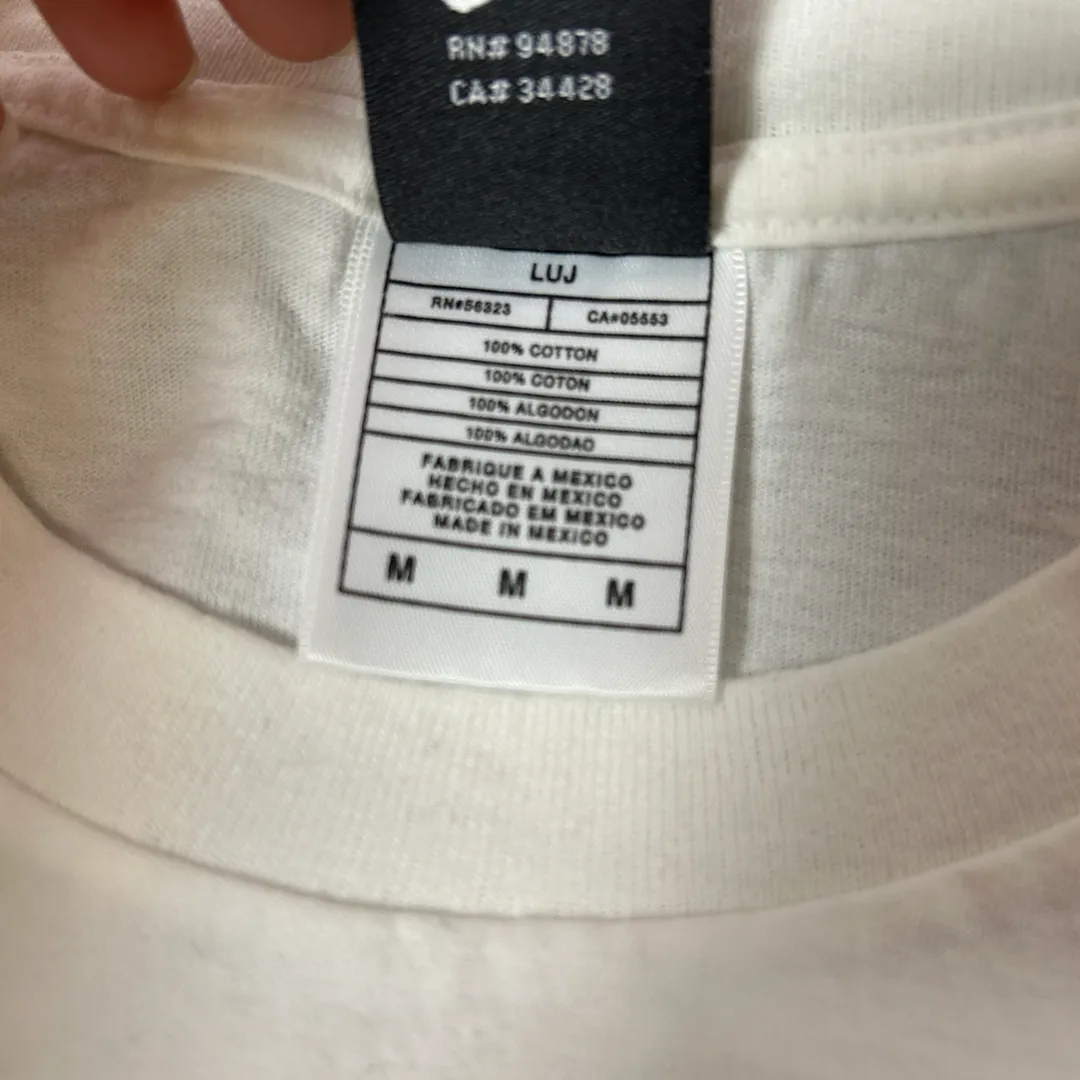 RN# 94878
CA# 34428
LUJ
RN#56323 CA#05553
100% COTTON
100% COTON
100% ALGODON
100% ALGODAO
FABRIQUE A MEXICO
HECHO EN MEXICO
FABRICADO EM MEXICO
MADE IN MEXICO
M M M